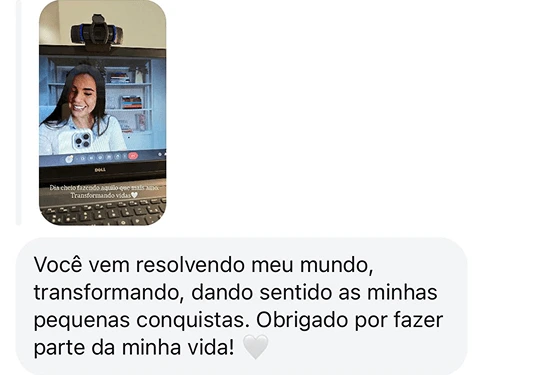 DELL
Dia cheio fazendo aquilo que mais amo.
Transformando vidas🤍
Você vem resolvendo meu mundo,
transformando, dando sentido as minhas
pequenas conquistas. Obrigado por fazer
parte da minha vida! 🤍